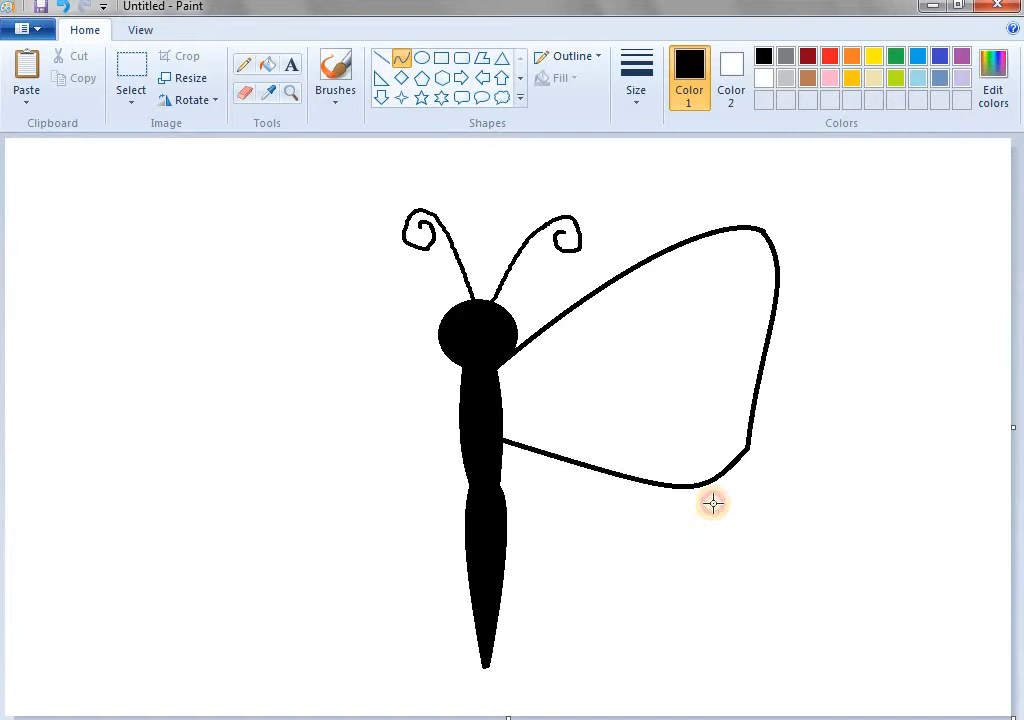 Untitled - Paint
Home View
Cut
Copy
Paste
Clipboard
Crop
Resize
Rotate
Select
Image
A
Tools
Brushes
Outline
Fill
Shapes
Size
Color 1
Color 2
Edit colors
Colors